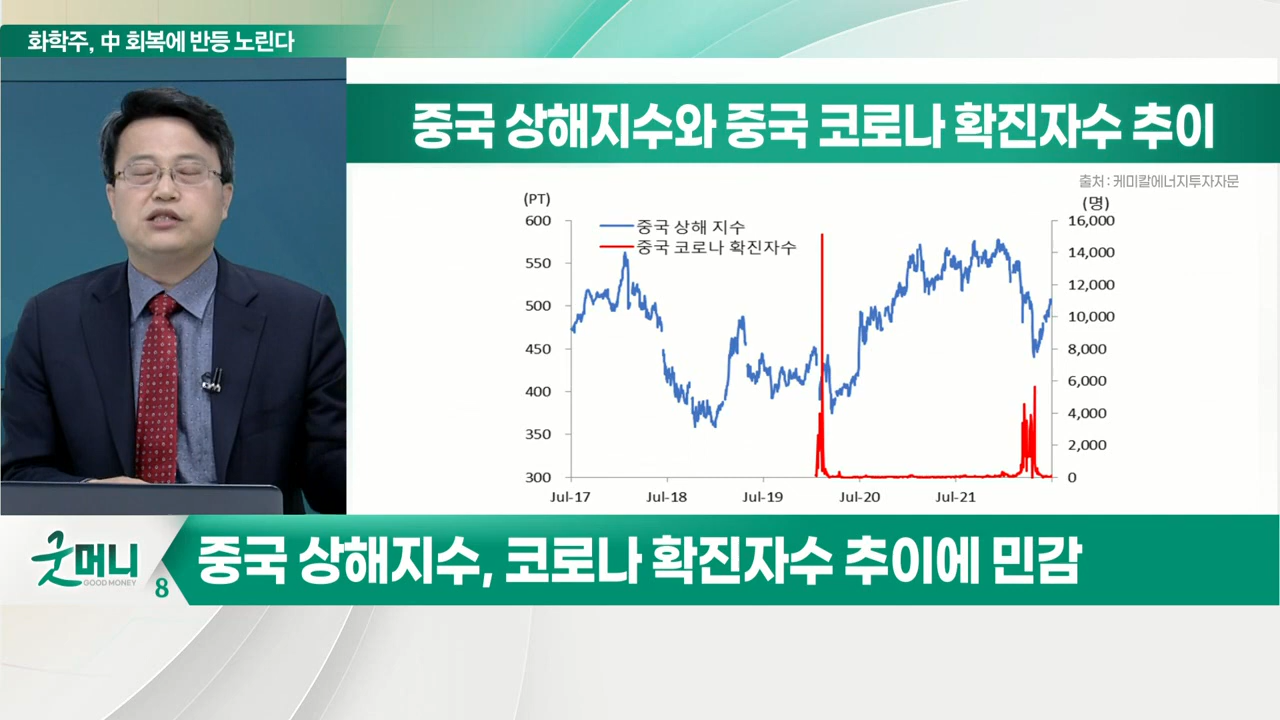 화학주, 中 회복에 반등 노린다
중국 상해지수와 중국 코로나 확진자수 추이
출처 : 케미칼에너지투자자문
(PT)
(명)
중국 상해 지수
중국 코로나 확진자수
600
550
500
450
400
350
300
16,000
14,000
12,000
10,000
8,000
6,000
4,000
2,000
0
Jul-17 Jul-18 Jul-19 Jul-20 Jul-21
굿머니
GOOD MONEY
8
중국 상해지수, 코로나 확진자수 추이에 민감